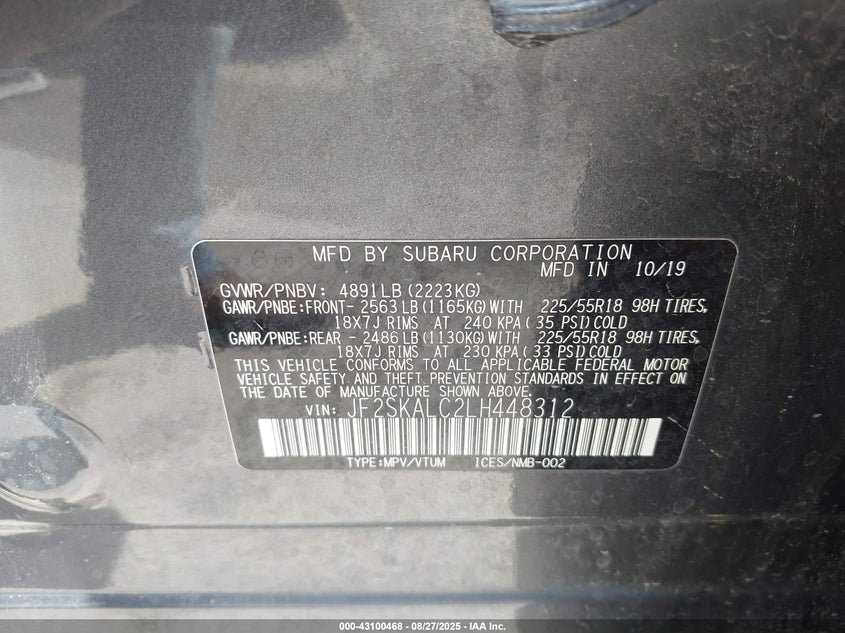 MFD BY SUBARU CORPORATION
MFD IN 10/19
GVWR/PNBV: 4891LB(2223KG)
GAWR/PNBE:FRONT- 2563LB(1165KG)WITH 225/55R18 98H TIRES,
18X7J RIMS AT 240 KPA(35 PSI)COLD
GAWR/PNBE:REAR - 2486LB(1130KG)WITH 225/55R18 98H TIRES,
18X7J RIMS AT 230 KPA(33 PSI)COLD
THIS VEHICLE CONFORMS TO ALL APPLICABLE FEDERAL MOTOR
VEHICLE SAFETY AND THEFT PREVENTION STANDARDS IN EFFECT ON
THE DATE OF MANUFACTURE SHOWN ABOVE.
VIN: JF2SKALC2LH448312
TYPE:MPV/VTUM ICES/NMB-002
000-43100468 - 08/27/2025 - IAA Inc.